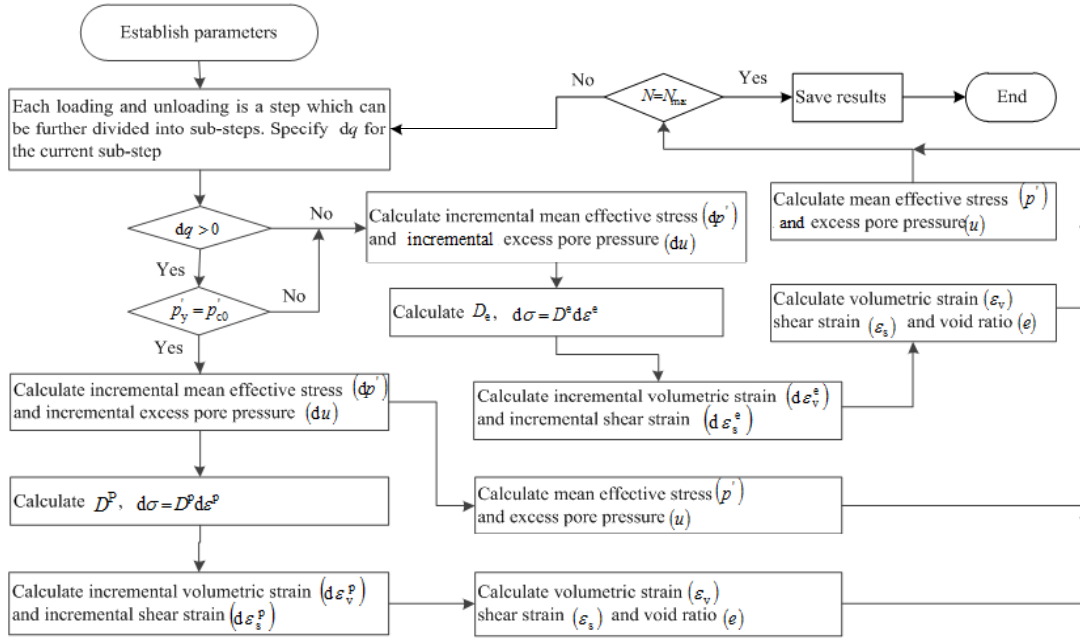 Establish parameters
Each loading and unloading is a step which can
be further divided into sub-steps. Specify dq for
the current sub-step
dq > 0
Yes
No
p'y = p'c0
No
Yes
Calculate incremental mean effective stress (dp')
and incremental excess pore pressure (du)
Calculate Dᵖ, dσ=Dᵖdεᵖ
Calculate incremental volumetric strain (dεᵥᵖ)
and incremental shear strain (dεₛᵖ)
Calculate incremental mean effective stress (dp')
and incremental excess pore pressure (du)
Calculate Dₑ, dσ=Dᵉdεᵉ
Calculate incremental volumetric strain (dεᵥᵉ)
and incremental shear strain (dεₛᵉ)
Calculate mean effective stress (p')
and excess pore pressure (u)
Calculate volumetric strain (εᵥ)
shear strain (εₛ) and void ratio (e)
Calculate volumetric strain (εᵥ)
shear strain (εₛ) and void ratio (e)
Calculate mean effective stress (p')
and excess pore pressure(u)
No
N=Nmx
Yes
Save results
End